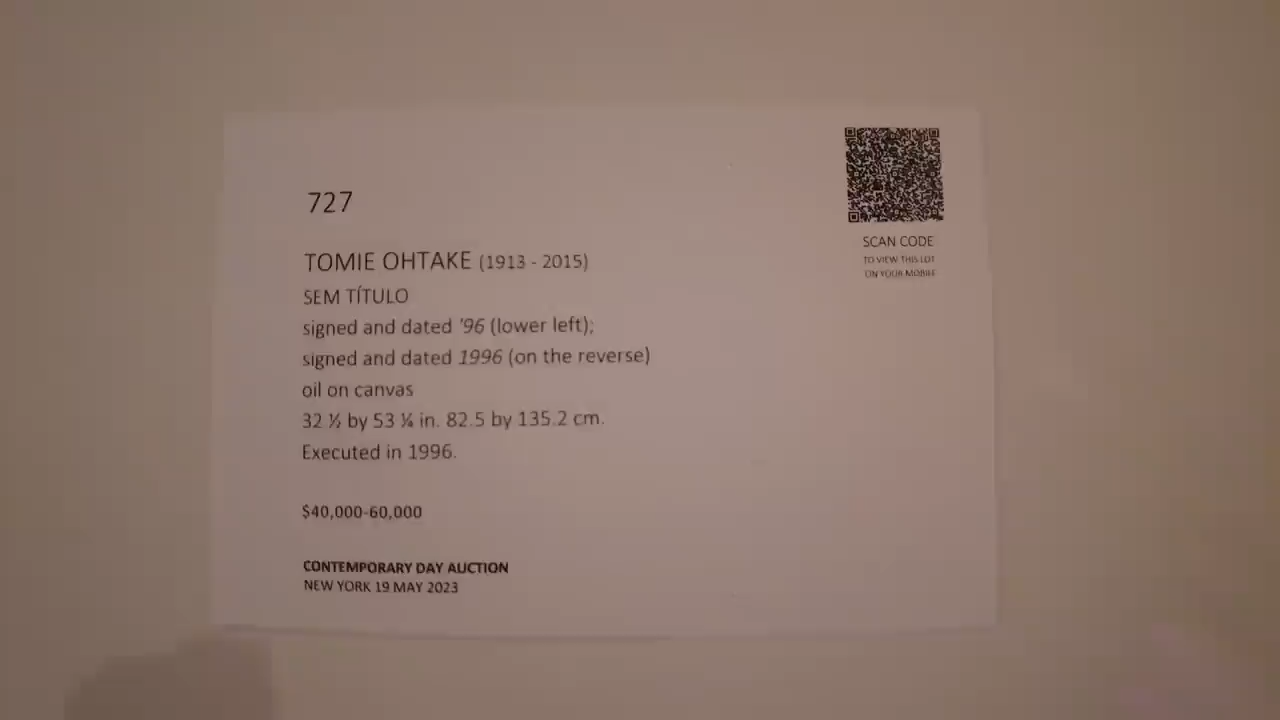 727
TOMIE OHTAKE (1913 - 2015)
SEM TÍTULO
signed and dated '96 (lower left);
signed and dated 1996 (on the reverse)
oil on canvas
32 ½ by 53 ¼ in. 82.5 by 135.2 cm.
Executed in 1996.
$40,000-60,000
CONTEMPORARY DAY AUCTION
NEW YORK 19 MAY 2023
SCAN CODE
TO VIEW THIS LOT
ON YOUR MOBILE